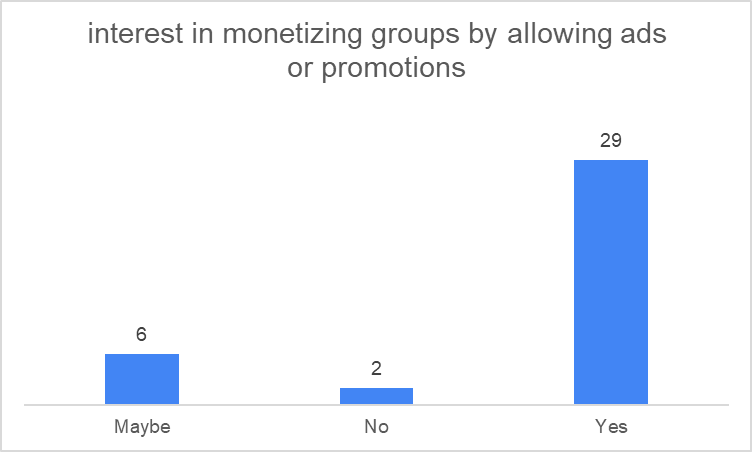 interest in monetizing groups by allowing ads
or promotions
29
6
2
Maybe
No
Yes